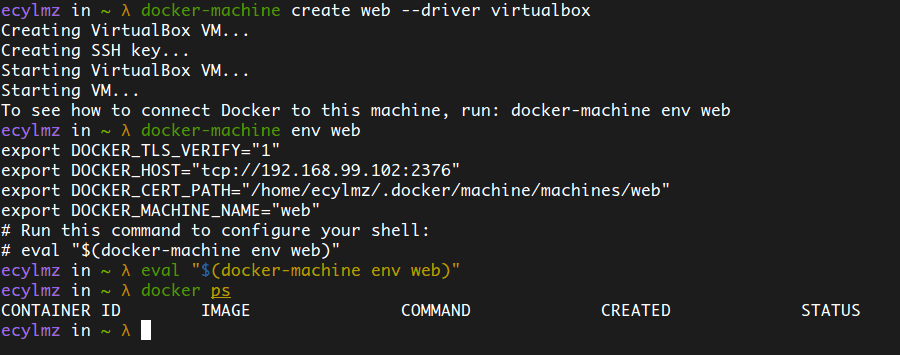 ecylmz in ~ λ docker-machine create web --driver virtualbox
Creating VirtualBox VM...
Creating SSH key...
Starting VirtualBox VM...
Starting VM...
To see how to connect Docker to this machine, run: docker-machine env web
ecylmz in ~ λ docker-machine env web
export DOCKER_TLS_VERIFY="1"
export DOCKER_HOST="tcp://192.168.99.102:2376"
export DOCKER_CERT_PATH="/home/ecylmz/.docker/machine/machines/web"
export DOCKER_MACHINE_NAME="web"
# Run this command to configure your shell:
# eval "$(docker-machine env web)"
ecylmz in ~ λ eval "$(docker-machine env web)"
ecylmz in ~ λ docker ps
CONTAINER ID        IMAGE               COMMAND             CREATED             STATUS
ecylmz in ~ λ